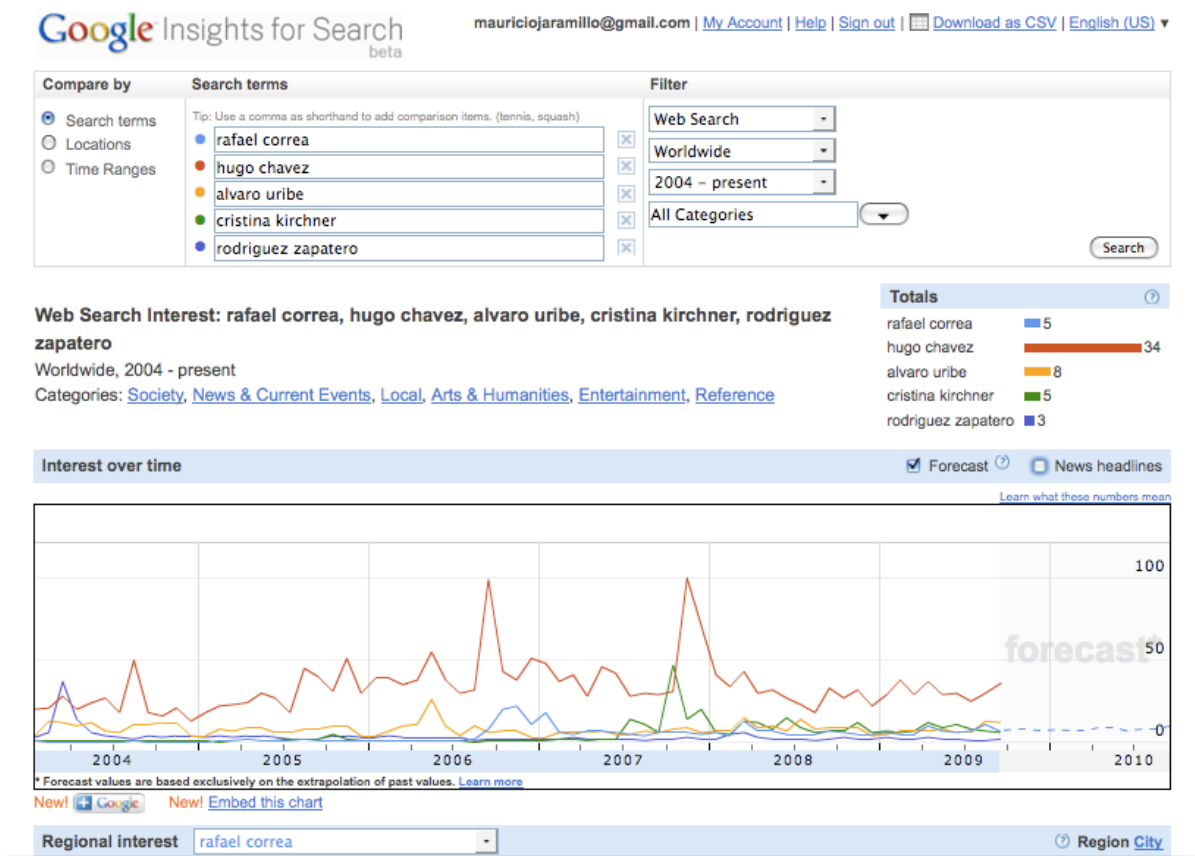 Google Insights for Search beta
mauriciojaramillo@gmail.com | My Account | Help | Sign out | Download as CSV | English (US) ▼
Compare by Search terms Filter
Search terms
Locations
Time Ranges
Tip: Use a comma as shorthand to add comparison items. (tennis, squash)
rafael correa
hugo chavez
alvaro uribe
cristina kirchner
rodriguez zapatero
Web Search
Worldwide
2004 - present
All Categories
Search
Web Search Interest: rafael correa, hugo chavez, alvaro uribe, cristina kirchner, rodriguez
zapatero
Worldwide, 2004 - present
Categories: Society, News & Current Events, Local, Arts & Humanities, Entertainment, Reference
Totals ?
rafael correa 5
hugo chavez 34
alvaro uribe 8
cristina kirchner 5
rodriguez zapatero 3
Interest over time Forecast ? News headlines
Learn what these numbers mean
100
50
0
forecast*
2004 2005 2006 2007 2008 2009 2010
* Forecast values are based exclusively on the extrapolation of past values. Learn more
New! + Google New! Embed this chart
Regional interest rafael correa ? Region City